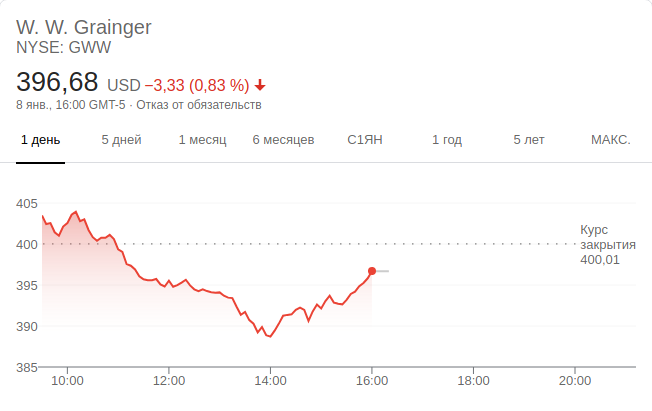 W. W. Grainger
NYSE: GWW
396,68 USD −3,33 (0,83 %)
8 янв., 16:00 GMT-5 · Отказ от обязательств
1 день 5 дней 1 месяц 6 месяцев С1ЯН 1 год 5 лет МАКС.
405
400
395
390
385
Курс
закрытия
400,01
10:00 12:00 14:00 16:00 18:00 20:00